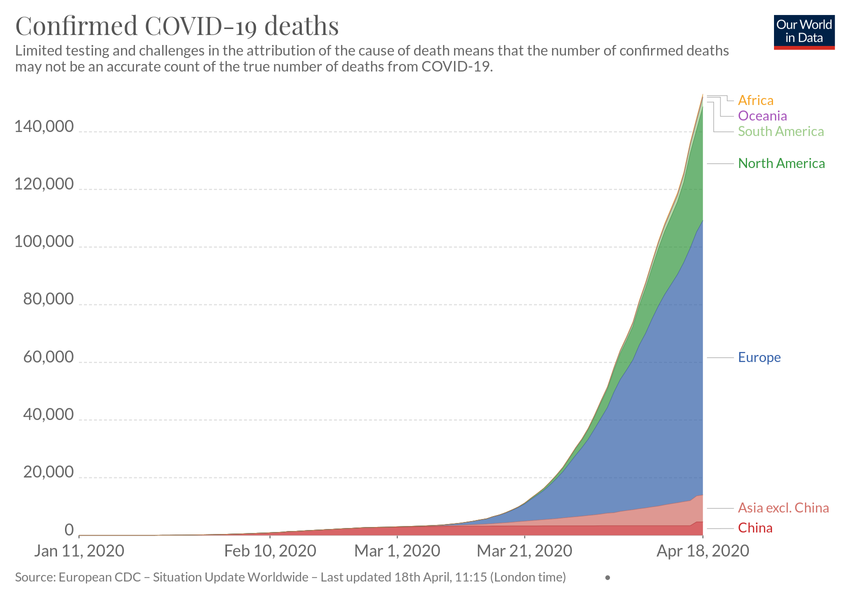 Confirmed COVID-19 deaths
Our World
in Data
Limited testing and challenges in the attribution of the cause of death means that the number of confirmed deaths
may not be an accurate count of the true number of deaths from COVID-19.
140,000
120,000
100,000
80,000
60,000
40,000
20,000
0
Africa
Oceania
South America
North America
Europe
Asia excl. China
China
Jan 11, 2020
Feb 10, 2020
Mar 1, 2020
Mar 21, 2020
Apr 18, 2020
Source: European CDC – Situation Update Worldwide – Last updated 18th April, 11:15 (London time) •